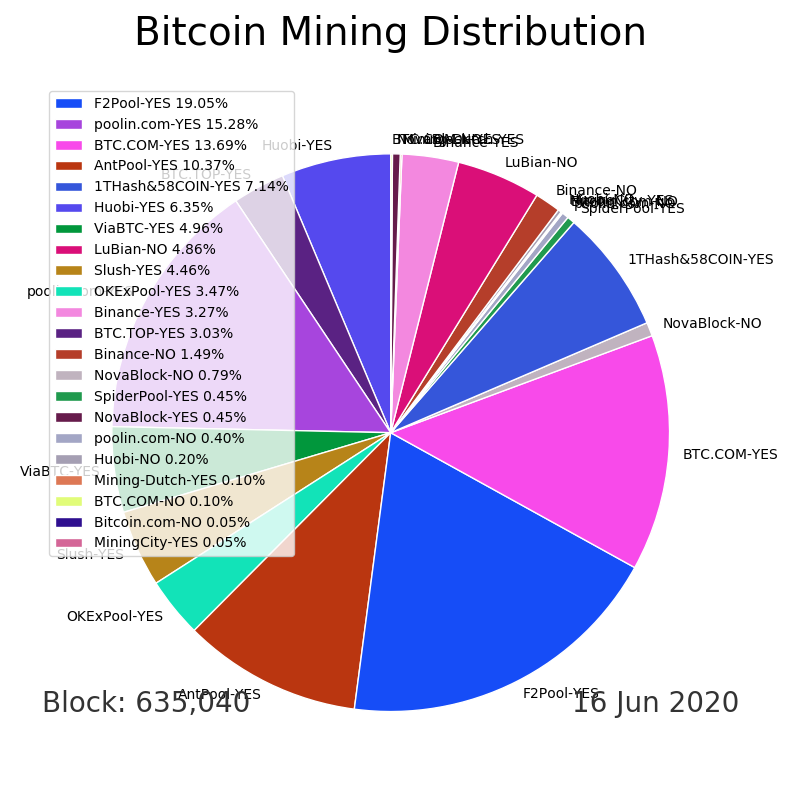 Bitcoin Mining Distribution
F2Pool-YES 19.05%
poolin.com-YES 15.28%
BTC.COM-YES 13.69%
AntPool-YES 10.37%
1THash&58COIN-YES 7.14%
Huobi-YES 6.35%
ViaBTC-YES 4.96%
LuBian-NO 4.86%
Slush-YES 4.46%
OKExPool-YES 3.47%
Binance-YES 3.27%
BTC.TOP-YES 3.03%
Binance-NO 1.49%
NovaBlock-NO 0.79%
SpiderPool-YES 0.45%
NovaBlock-YES 0.45%
poolin.com-NO 0.40%
Huobi-NO 0.20%
Mining-Dutch-YES 0.10%
BTC.COM-NO 0.10%
Bitcoin.com-NO 0.05%
MiningCity-YES 0.05%
Huobi-YES
BTC.TOP-YES
ViaBTC-YES
Slush-YES
OKExPool-YES
AntPool-YES
F2Pool-YES
BTC.COM-YES
NovaBlock-NO
1THash&58COIN-YES
SpiderPool-YES
Binance-NO
LuBian-NO
Binance-YES
Block: 635,040
16 Jun 2020